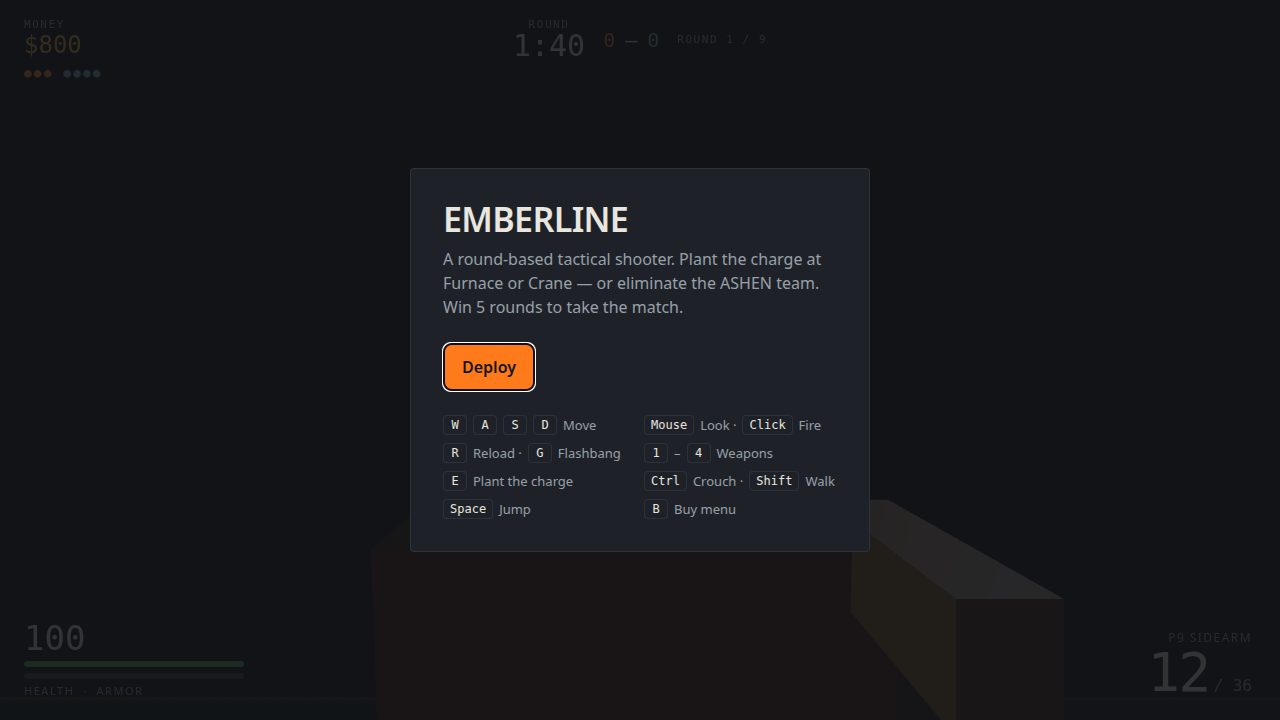 MONEY
$800
ROUND
1:40
0 — 0
ROUND 1 / 9
EMBERLINE
A round-based tactical shooter. Plant the charge at
Furnace or Crane — or eliminate the ASHEN team.
Win 5 rounds to take the match.
Deploy
W A S D Move
Mouse Look · Click Fire
R Reload · G Flashbang
1 – 4 Weapons
E Plant the charge
Ctrl Crouch · Shift Walk
Space Jump
B Buy menu
100
HEALTH · ARMOR
P9 SIDEARM
12 / 36